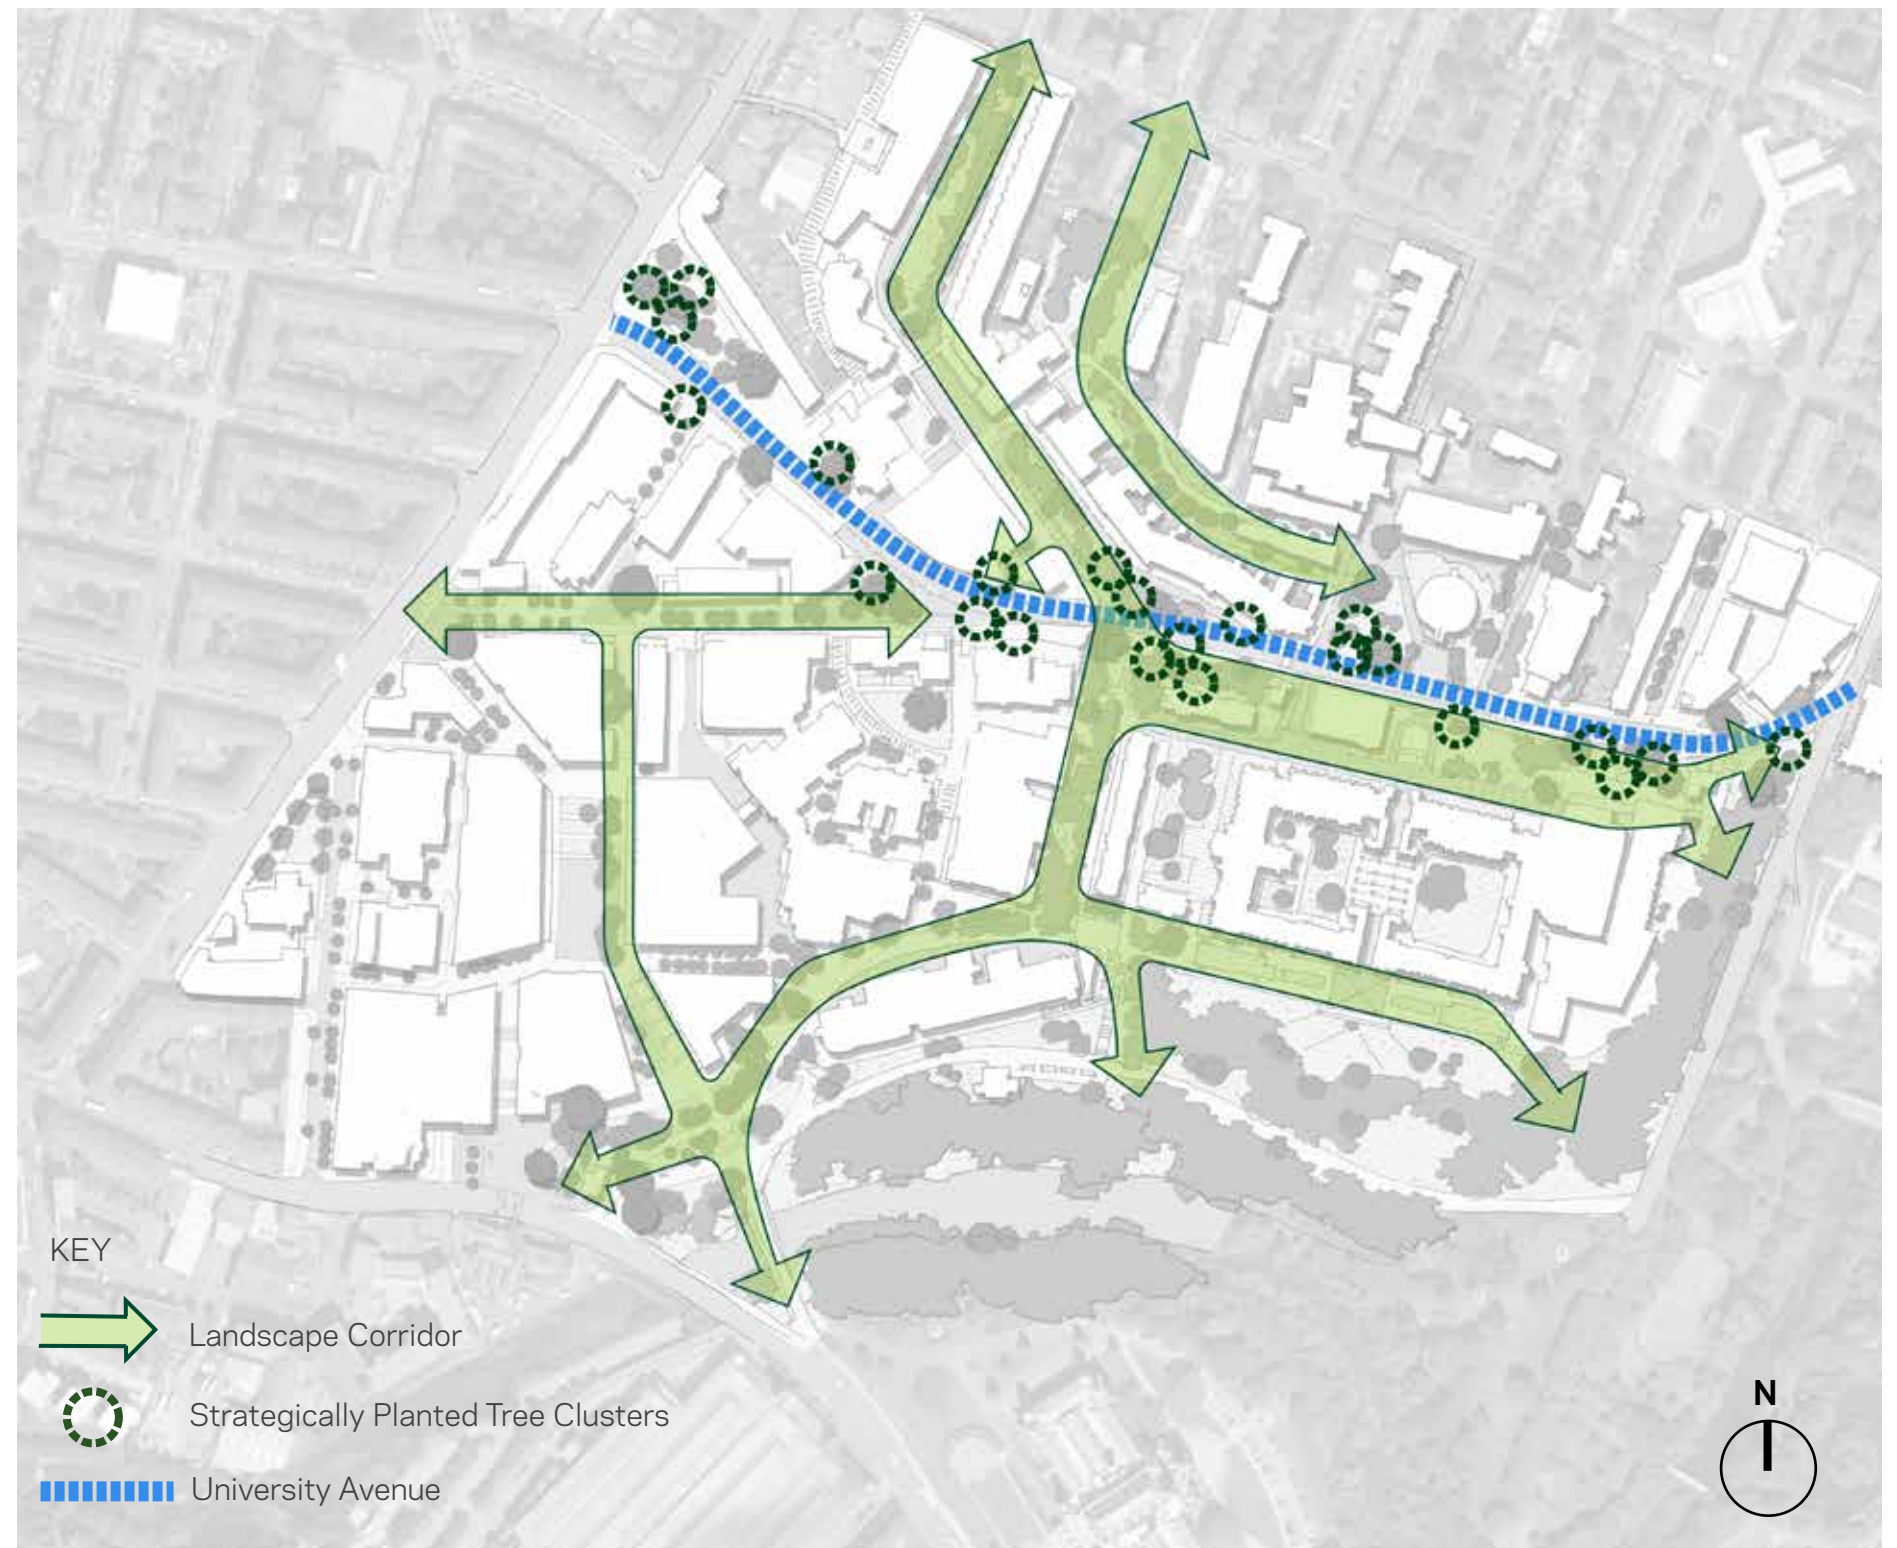 KEY
Landscape Corridor
Strategically Planted Tree Clusters
University Avenue
N